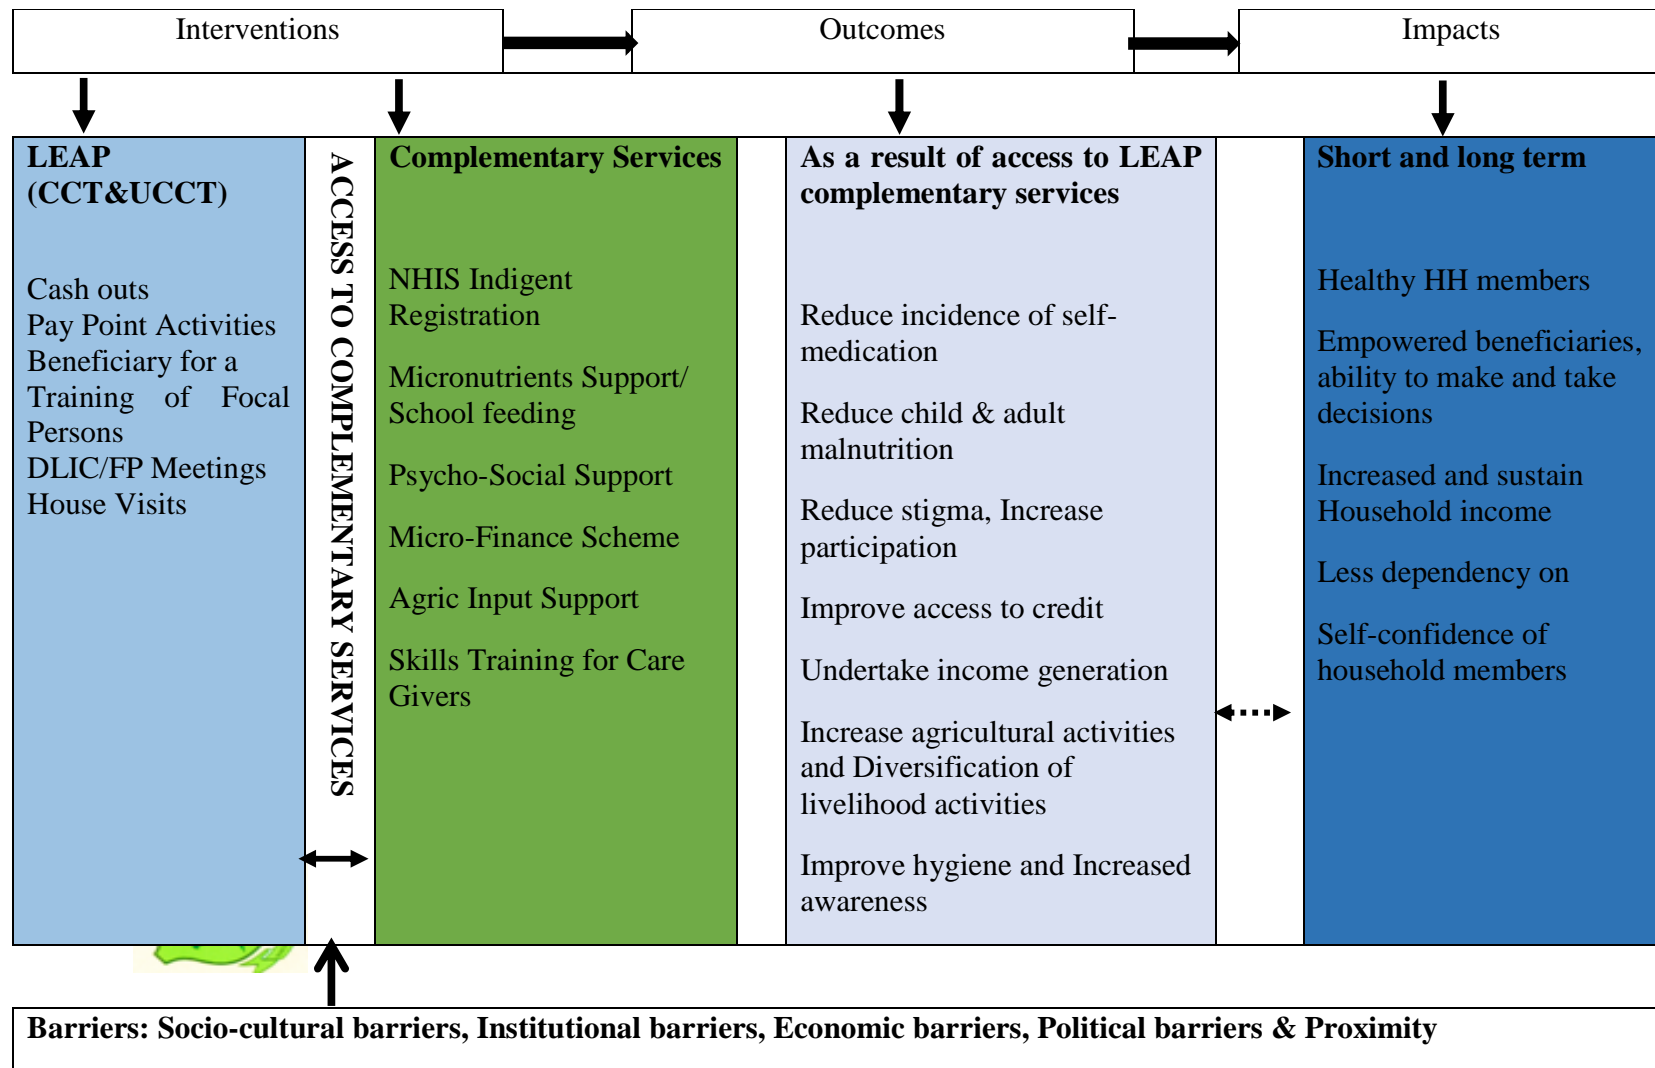 Interventions
Outcomes
Impacts
LEAP
(CCT&UCCT)
Cash outs
Pay Point Activities
Beneficiary for a
Training of Focal
Persons
DLIC/FP Meetings
House Visits
ACCESS TO COMPLEMENTARY SERVICES
Complementary Services
NHIS Indigent
Registration
Micronutrients Support/
School feeding
Psycho-Social Support
Micro-Finance Scheme
Agric Input Support
Skills Training for Care
Givers
As a result of access to LEAP
complementary services
Reduce incidence of self-
medication
Reduce child & adult
malnutrition
Reduce stigma, Increase
participation
Improve access to credit
Undertake income generation
Increase agricultural activities
and Diversification of
livelihood activities
Improve hygiene and Increased
awareness
Short and long term
Healthy HH members
Empowered beneficiaries,
ability to make and take
decisions
Increased and sustain
Household income
Less dependency on
Self-confidence of
household members
Barriers: Socio-cultural barriers, Institutional barriers, Economic barriers, Political barriers & Proximity